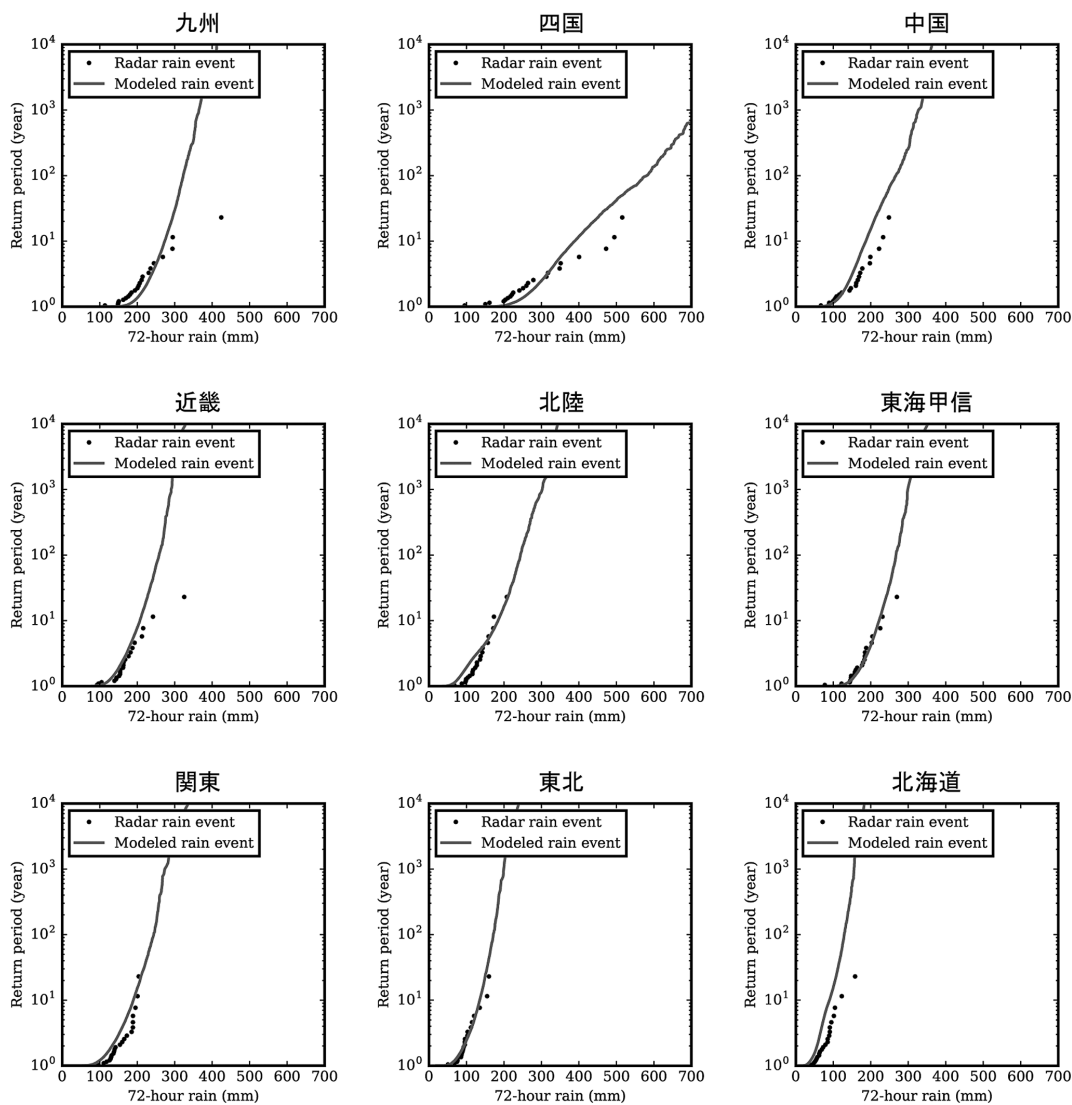 九州
10^4
10^3
10^2
10^1
10^0
Return period (year)
Radar rain event
Modeled rain event
0 100 200 300 400 500 600 700
72-hour rain (mm)
四国
10^4
10^3
10^2
10^1
10^0
Return period (year)
Radar rain event
Modeled rain event
0 100 200 300 400 500 600 700
72-hour rain (mm)
中国
10^4
10^3
10^2
10^1
10^0
Return period (year)
Radar rain event
Modeled rain event
0 100 200 300 400 500 600 700
72-hour rain (mm)
近畿
10^4
10^3
10^2
10^1
10^0
Return period (year)
Radar rain event
Modeled rain event
0 100 200 300 400 500 600 700
72-hour rain (mm)
北陸
10^4
10^3
10^2
10^1
10^0
Return period (year)
Radar rain event
Modeled rain event
0 100 200 300 400 500 600 700
72-hour rain (mm)
東海甲信
10^4
10^3
10^2
10^1
10^0
Return period (year)
Radar rain event
Modeled rain event
0 100 200 300 400 500 600 700
72-hour rain (mm)
関東
10^4
10^3
10^2
10^1
10^0
Return period (year)
Radar rain event
Modeled rain event
0 100 200 300 400 500 600 700
72-hour rain (mm)
東北
10^4
10^3
10^2
10^1
10^0
Return period (year)
Radar rain event
Modeled rain event
0 100 200 300 400 500 600 700
72-hour rain (mm)
北海道
10^4
10^3
10^2
10^1
10^0
Return period (year)
Radar rain event
Modeled rain event
0 100 200 300 400 500 600 700
72-hour rain (mm)